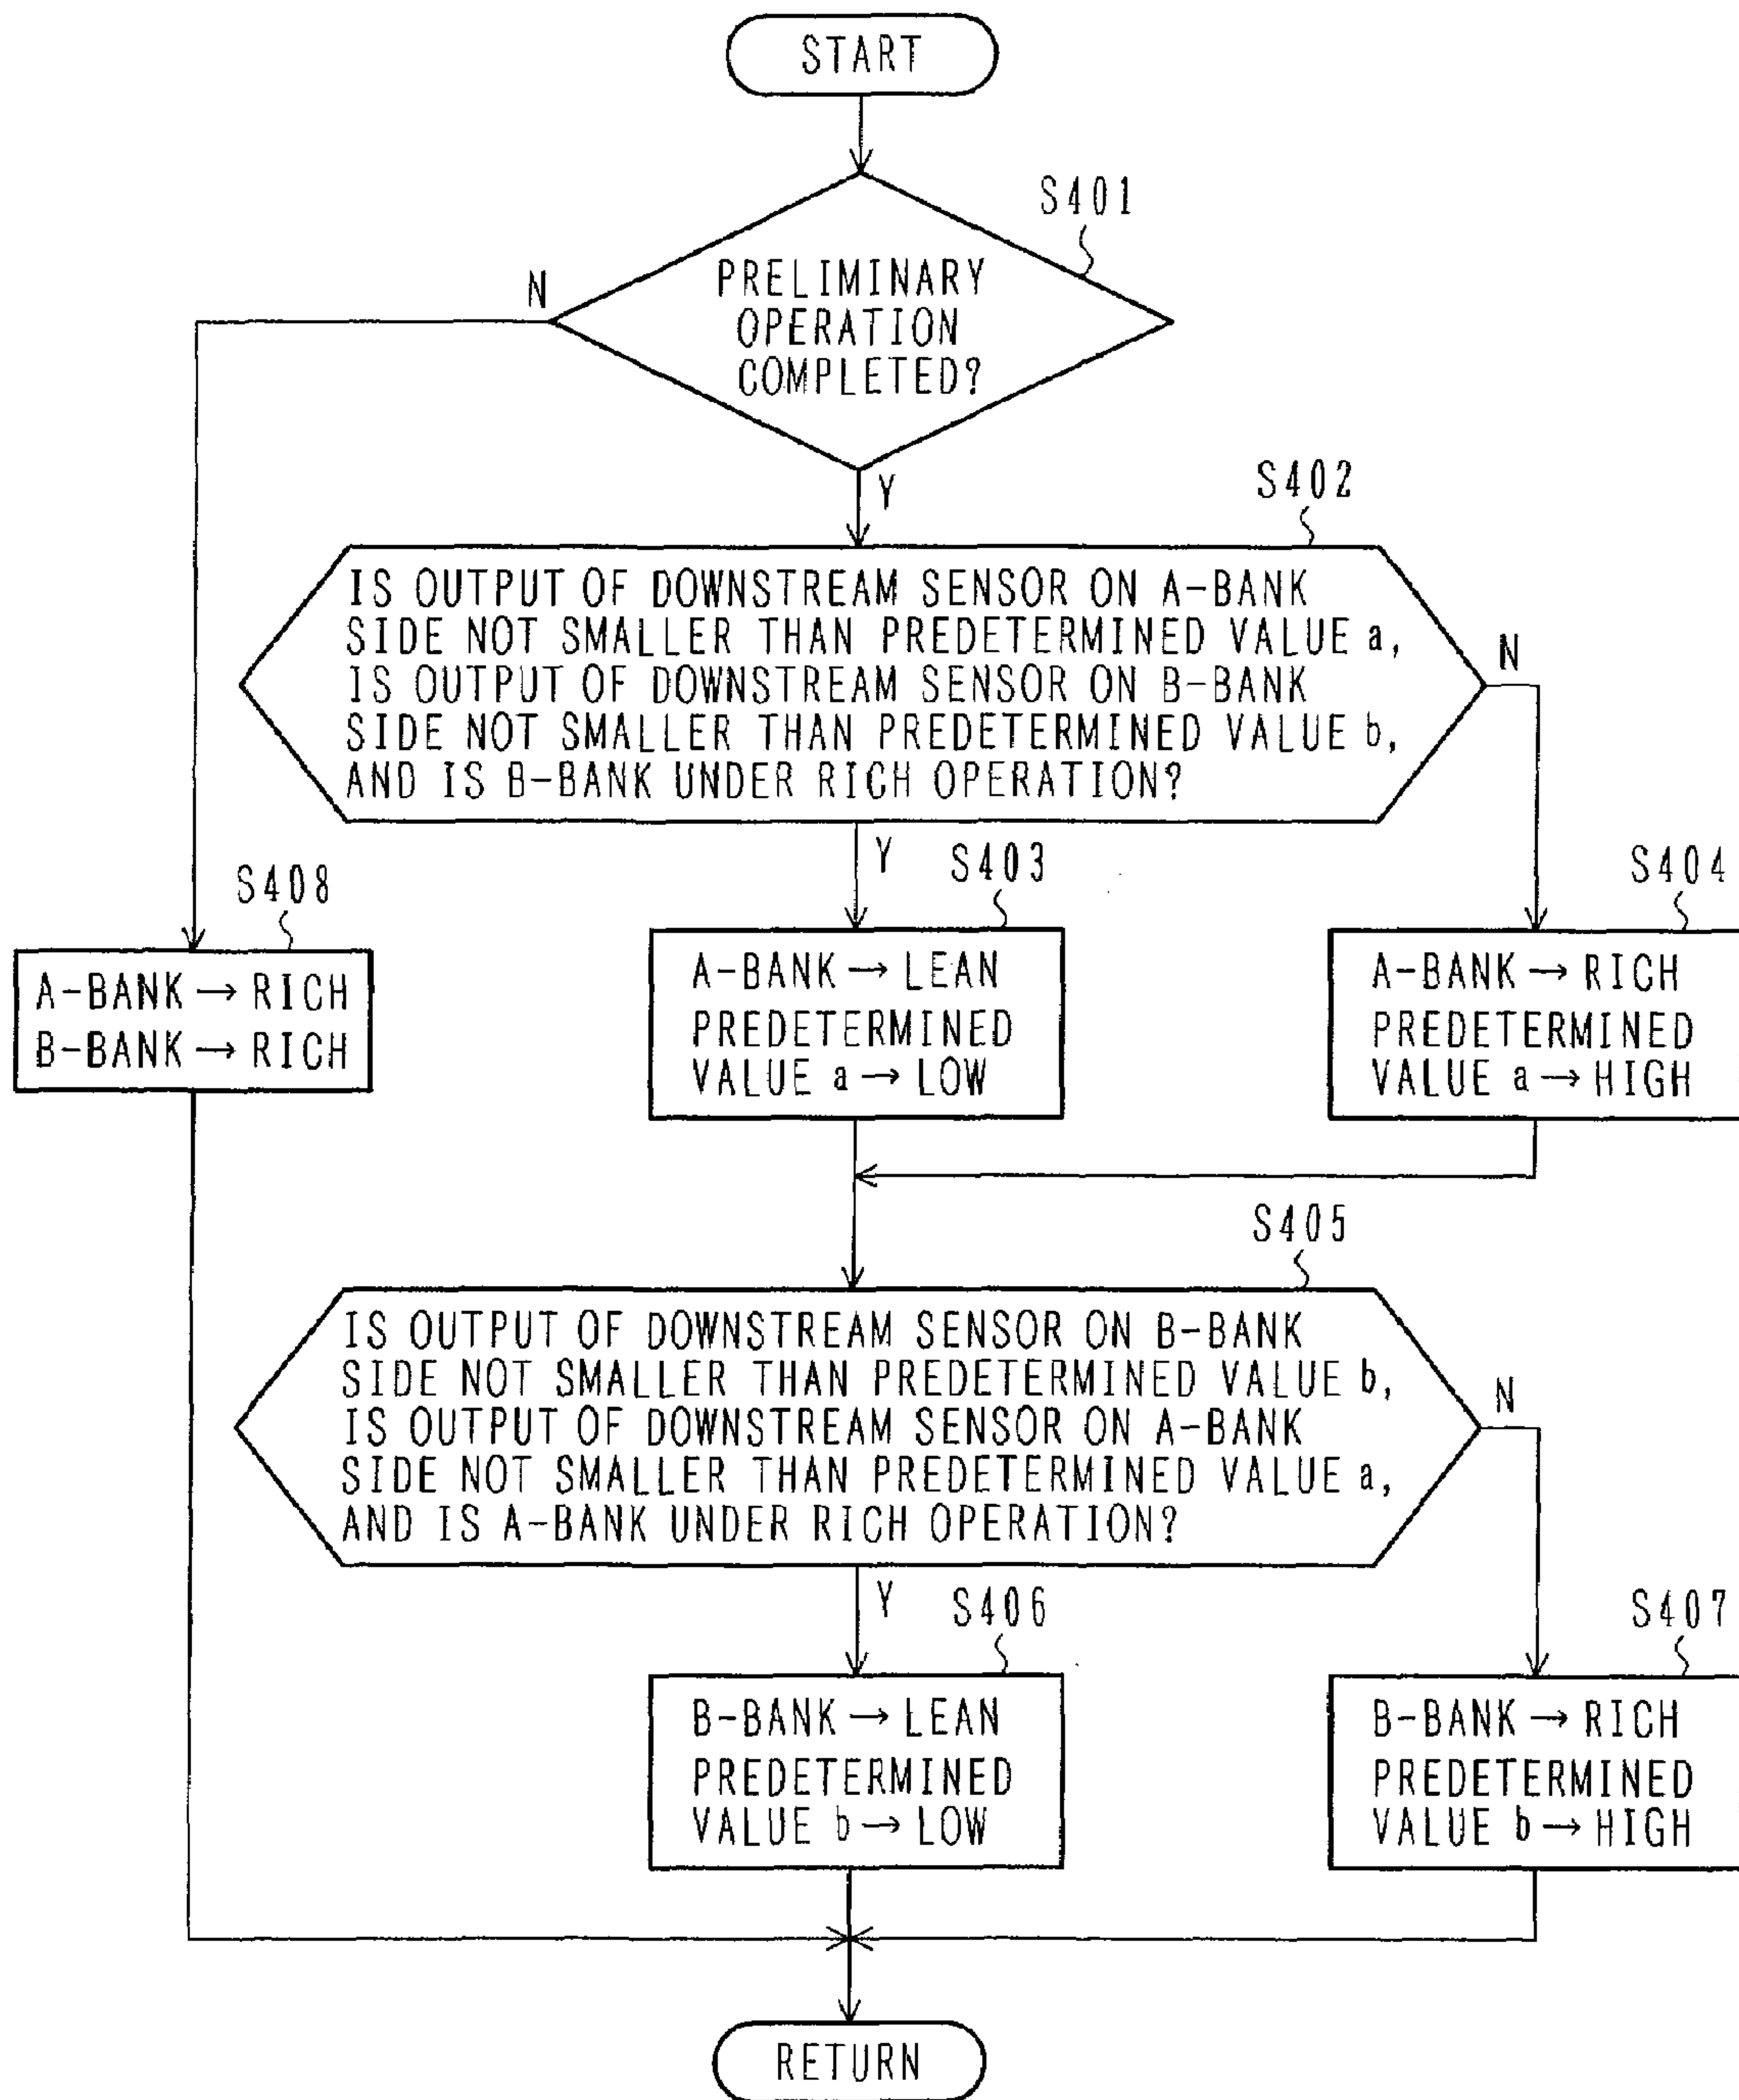 START
S401
N
PRELIMINARY
OPERATION
COMPLETED?
Y
S402
IS OUTPUT OF DOWNSTREAM SENSOR ON A-BANK
SIDE NOT SMALLER THAN PREDETERMINED VALUE a,
IS OUTPUT OF DOWNSTREAM SENSOR ON B-BANK
SIDE NOT SMALLER THAN PREDETERMINED VALUE b,
AND IS B-BANK UNDER RICH OPERATION?
N
Y
S408
A-BANK → RICH
B-BANK → RICH
S403
A-BANK → LEAN
PREDETERMINED
VALUE a → LOW
S404
A-BANK → RICH
PREDETERMINED
VALUE a → HIGH
S405
IS OUTPUT OF DOWNSTREAM SENSOR ON B-BANK
SIDE NOT SMALLER THAN PREDETERMINED VALUE b,
IS OUTPUT OF DOWNSTREAM SENSOR ON A-BANK
SIDE NOT SMALLER THAN PREDETERMINED VALUE a,
AND IS A-BANK UNDER RICH OPERATION?
N
Y
S406
B-BANK → LEAN
PREDETERMINED
VALUE b → LOW
S407
B-BANK → RICH
PREDETERMINED
VALUE b → HIGH
RETURN